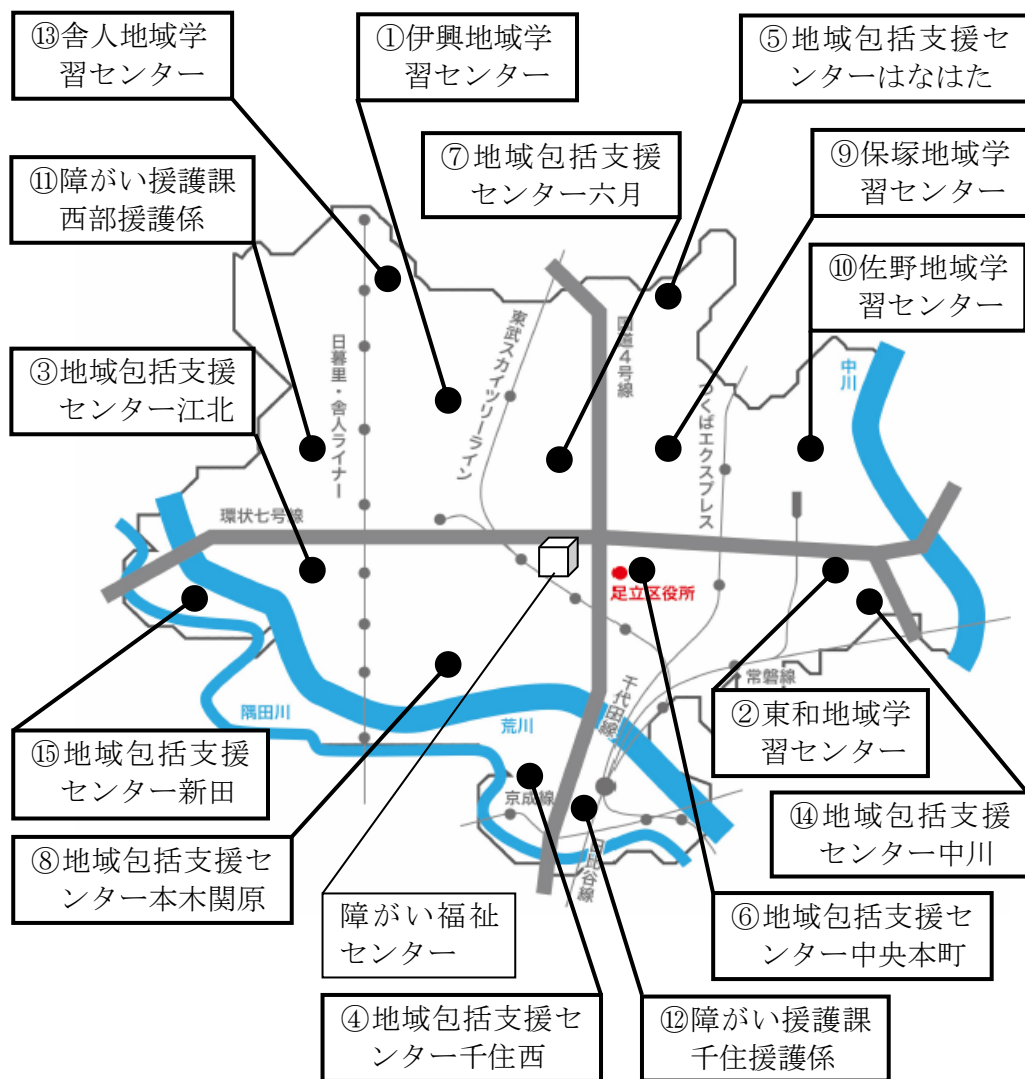 ⑬舎人地域学
習センター
①伊興地域学
習センター
⑤地域包括支援セ
ンターはなはた
⑦地域包括支援
センター六月
⑨保塚地域学
習センター
⑪障がい援護課
西部援護係
⑩佐野地域学
習センター
③地域包括支援
センター江北
日暮里・舎人ライナー
東武スカイツリーライン
国道4号線
つくばエクスプレス
中川
環状七号線
足立区役所
常磐線
千代田線
隅田川
荒川
京成線
日比谷線
②東和地域学
習センター
⑮地域包括支援
センター新田
⑭地域包括支援
センター中川
⑧地域包括支援セ
ンター本木関原
障がい福祉
センター
⑥地域包括支援セ
ンター中央本町
④地域包括支援セ
ンター千住西
⑫障がい援護課
千住援護係